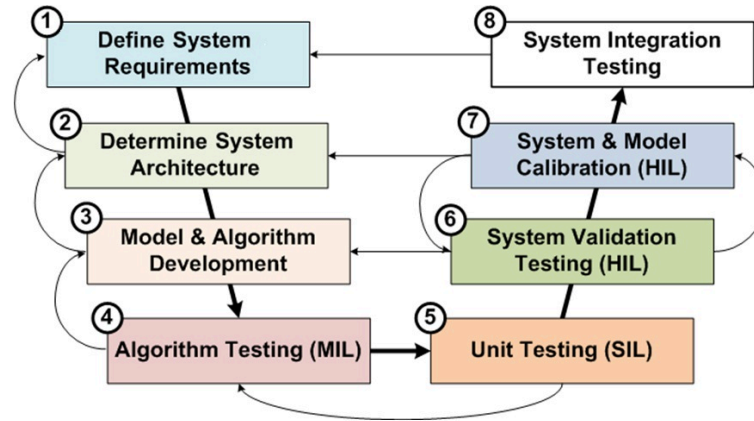 1
Define System
Requirements
2
Determine System
Architecture
3
Model & Algorithm
Development
4
Algorithm Testing (MIL)
5
Unit Testing (SIL)
6
System Validation
Testing (HIL)
7
System & Model
Calibration (HIL)
8
System Integration
Testing